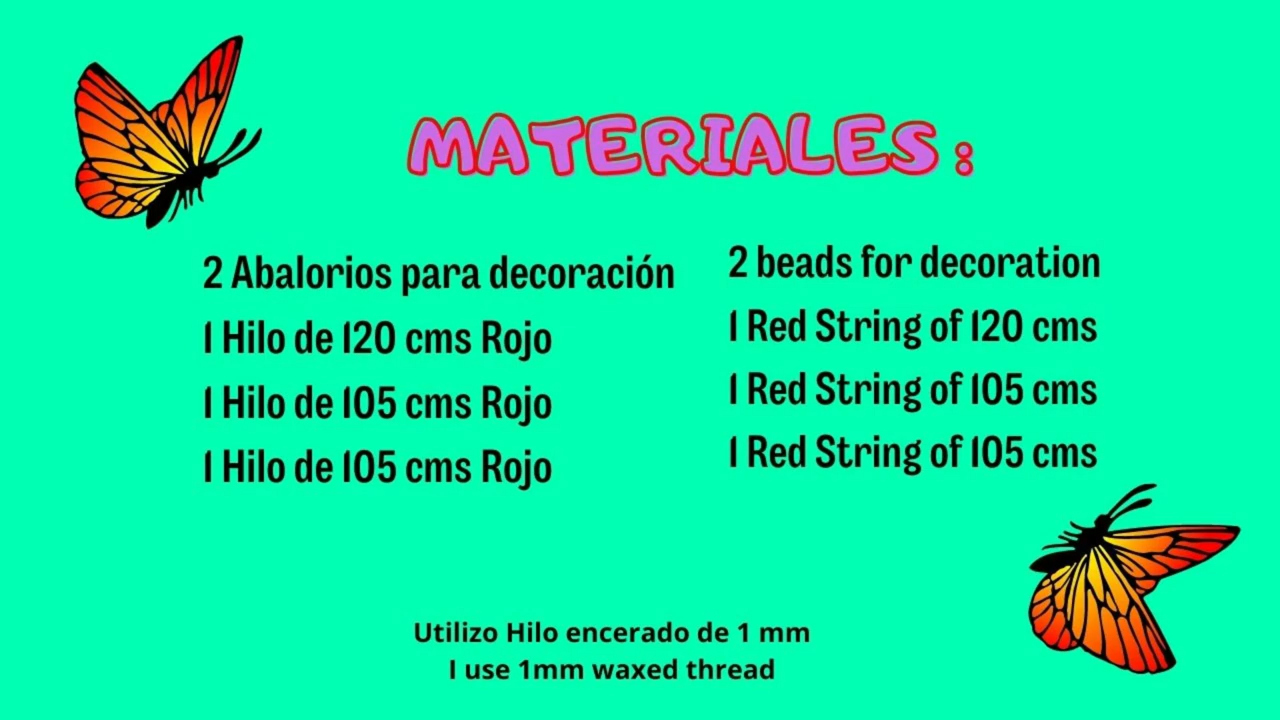 MATERIALES :
2 Abalorios para decoración
1 Hilo de 120 cms Rojo
1 Hilo de 105 cms Rojo
1 Hilo de 105 cms Rojo
2 beads for decoration
1 Red String of 120 cms
1 Red String of 105 cms
1 Red String of 105 cms
Utilizo Hilo encerado de 1 mm
I use 1mm waxed thread